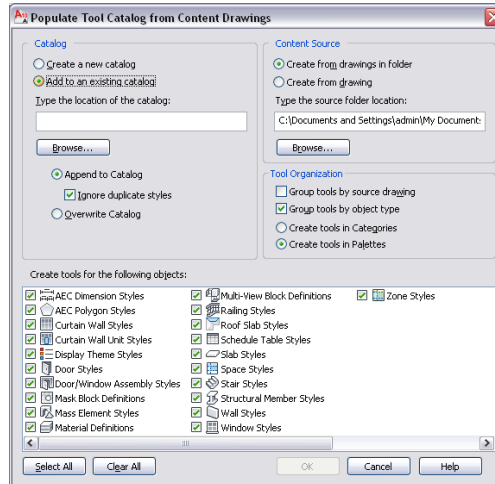 Populate Tool Catalog from Content Drawings
Catalog
Create a new catalog
Add to an existing catalog
Type the location of the catalog:
Browse...
Append to Catalog
Ignore duplicate styles
Overwrite Catalog
Content Source
Create from drawings in folder
Create from drawing
Type the source folder location:
C:\Documents and Settings\admin\My Documents
Browse...
Tool Organization
Group tools by source drawing
Group tools by object type
Create tools in Categories
Create tools in Palettes
Create tools for the following objects:
AEC Dimension Styles
AEC Polygon Styles
Curtain Wall Styles
Curtain Wall Unit Styles
Display Theme Styles
Door Styles
Door/Window Assembly Styles
Mask Block Definitions
Mass Element Styles
Material Definitions
Multi-View Block Definitions
Railing Styles
Roof Slab Styles
Schedule Table Styles
Slab Styles
Space Styles
Stair Styles
Structural Member Styles
Wall Styles
Window Styles
Zone Styles
Select All
Clear All
OK
Cancel
Help